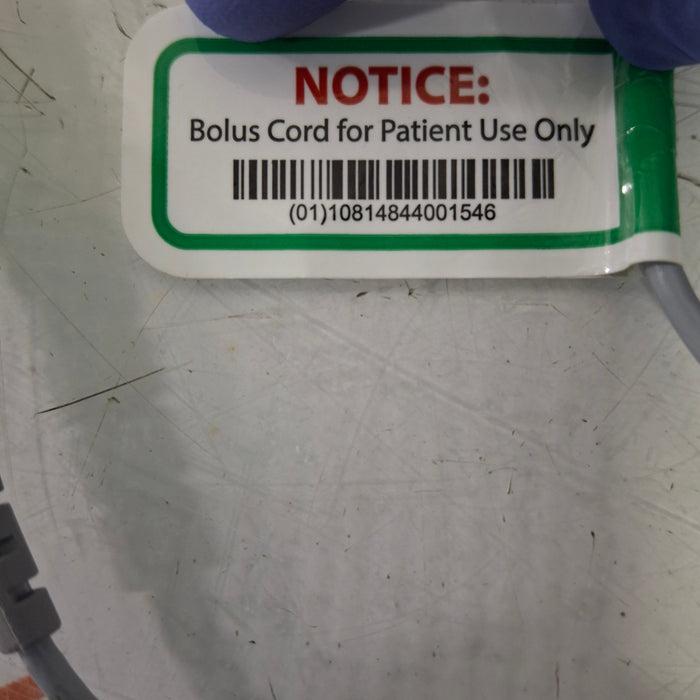 NOTICE:
Bolus Cord for Patient Use Only
(01)10814844001546